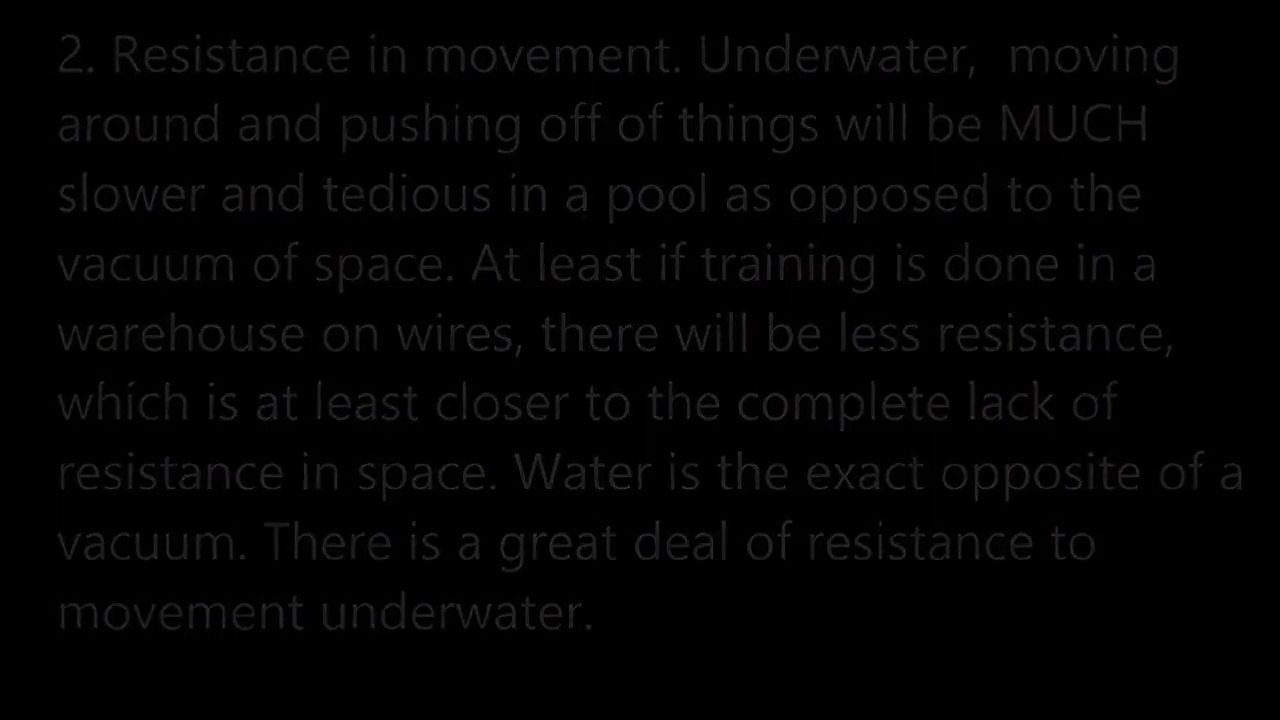 2. Resistance in movement. Underwater,  moving
around and pushing off of things will be MUCH
slower and tedious in a pool as opposed to the
vacuum of space. At least if training is done in a
warehouse on wires, there will be less resistance,
which is at least closer to the complete lack of
resistance in space. Water is the exact opposite of a
vacuum. There is a great deal of resistance to
movement underwater.